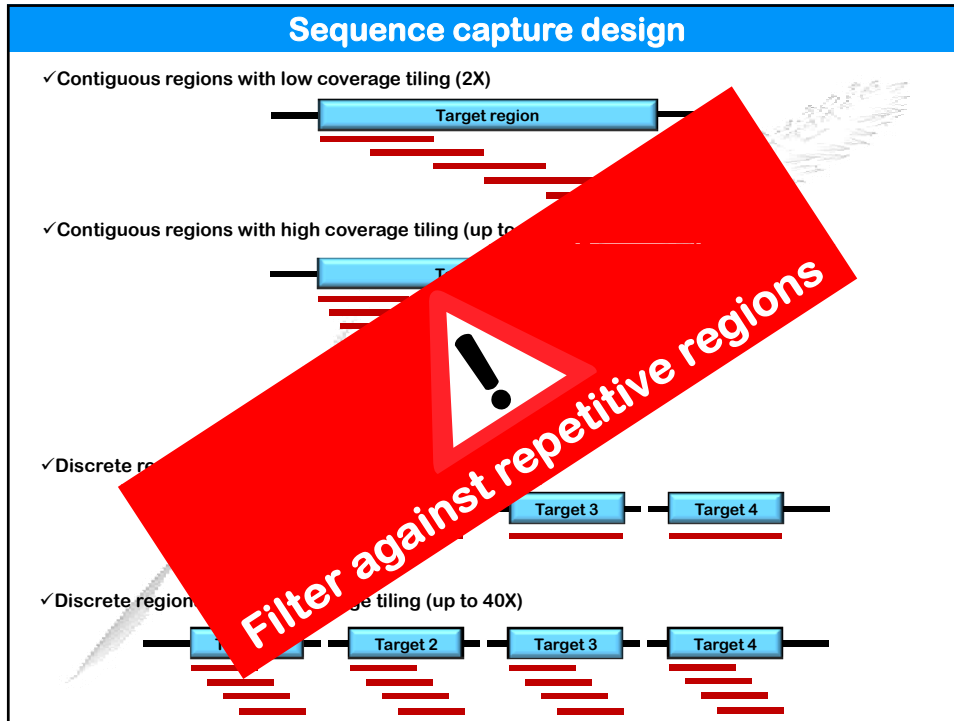 Sequence capture design
✓Contiguous regions with low coverage tiling (2X)
Target region
✓Contiguous regions with high coverage tiling (up to
✓Discrete
Target 3
Target 4
✓Discrete region
tiling (up to 40X)
Target 2
Target 3
Target 4
Filter against repetitive regions
!